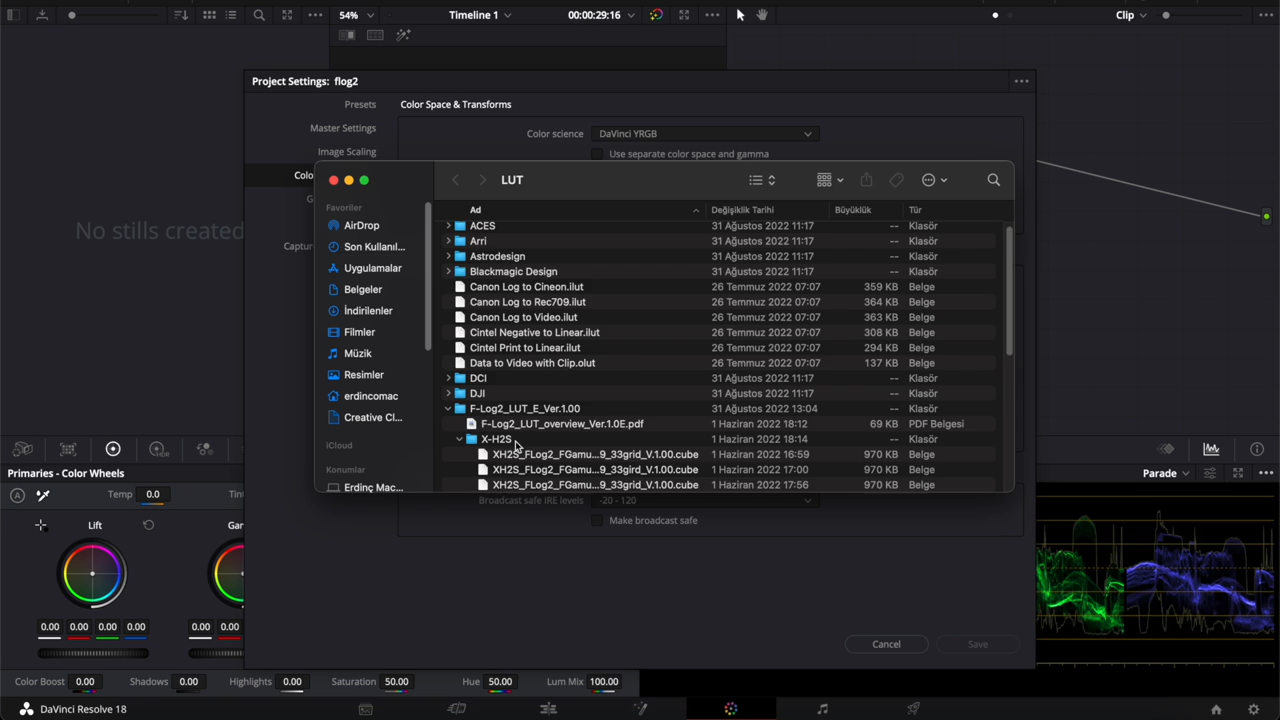 54%
Timeline 1
00:00:29:16
Clip
Project Settings: flog2
Presets
Color Space & Transforms
Master Settings
Color science
DaVinci YRGB
Image Scaling
Use separate color space and gamma
Colo
G
Captur
No stills created
LUT
Favoriler
AirDrop
Son Kullanıl...
Uygulamalar
Belgeler
İndirilenler
Filmler
Müzik
Resimler
erdincomac
Creative Cl...
iCloud
Konumlar
Erdinç Mac...
Ad
Değişiklik Tarihi
Büyüklük
Tür
ACES 31 Ağustos 2022 11:17 -- Klasör
Arri 31 Ağustos 2022 11:17 -- Klasör
Astrodesign 31 Ağustos 2022 11:17 -- Klasör
Blackmagic Design 31 Ağustos 2022 11:17 -- Klasör
Canon Log to Cineon.ilut 26 Temmuz 2022 07:07 359 KB Belge
Canon Log to Rec709.ilut 26 Temmuz 2022 07:07 364 KB Belge
Canon Log to Video.ilut 26 Temmuz 2022 07:07 363 KB Belge
Cintel Negative to Linear.ilut 26 Temmuz 2022 07:07 308 KB Belge
Cintel Print to Linear.ilut 26 Temmuz 2022 07:07 294 KB Belge
Data to Video with Clip.olut 26 Temmuz 2022 07:07 137 KB Belge
DCI 31 Ağustos 2022 11:17 -- Klasör
DJI 31 Ağustos 2022 11:17 -- Klasör
F-Log2_LUT_E_Ver.1.00 31 Ağustos 2022 13:04 -- Klasör
F-Log2_LUT_overview_Ver.1.0E.pdf 1 Haziran 2022 18:12 69 KB PDF Belgesi
X-H2S 1 Haziran 2022 18:14 -- Klasör
XH2S_FLog2_FGamu...9_33grid_V.1.00.cube 1 Haziran 2022 16:59 970 KB Belge
XH2S_FLog2_FGamu...9_33grid_V.1.00.cube 1 Haziran 2022 17:00 970 KB Belge
XH2S_FLog2_FGamu...9_33grid_V.1.00.cube 1 Haziran 2022 17:56 970 KB Belge
Broadcast safe IRE levels
-20 - 120
Make broadcast safe
Cancel
Save
Primaries - Color Wheels
Parade
Temp 0.0
Tint
Lift
Gar
0.00 0.00 0.00 0.00
0.00 0.00
Color Boost 0.00 Shadows 0.00 Highlights 0.00 Saturation 50.00 Hue 50.00 Lum Mix 100.00
DaVinci Resolve 18